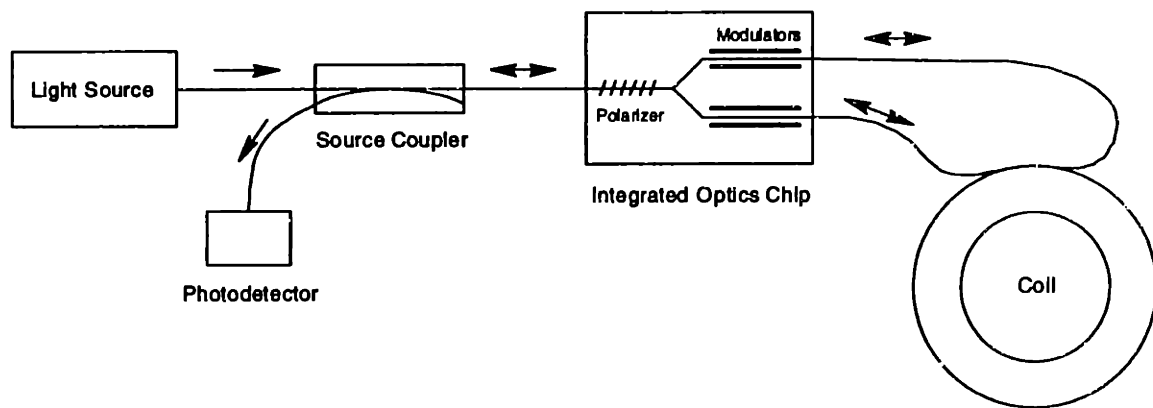 Modulators
Light Source
Polarizer
Source Coupler
Integrated Optics Chip
Photodetector
Coil